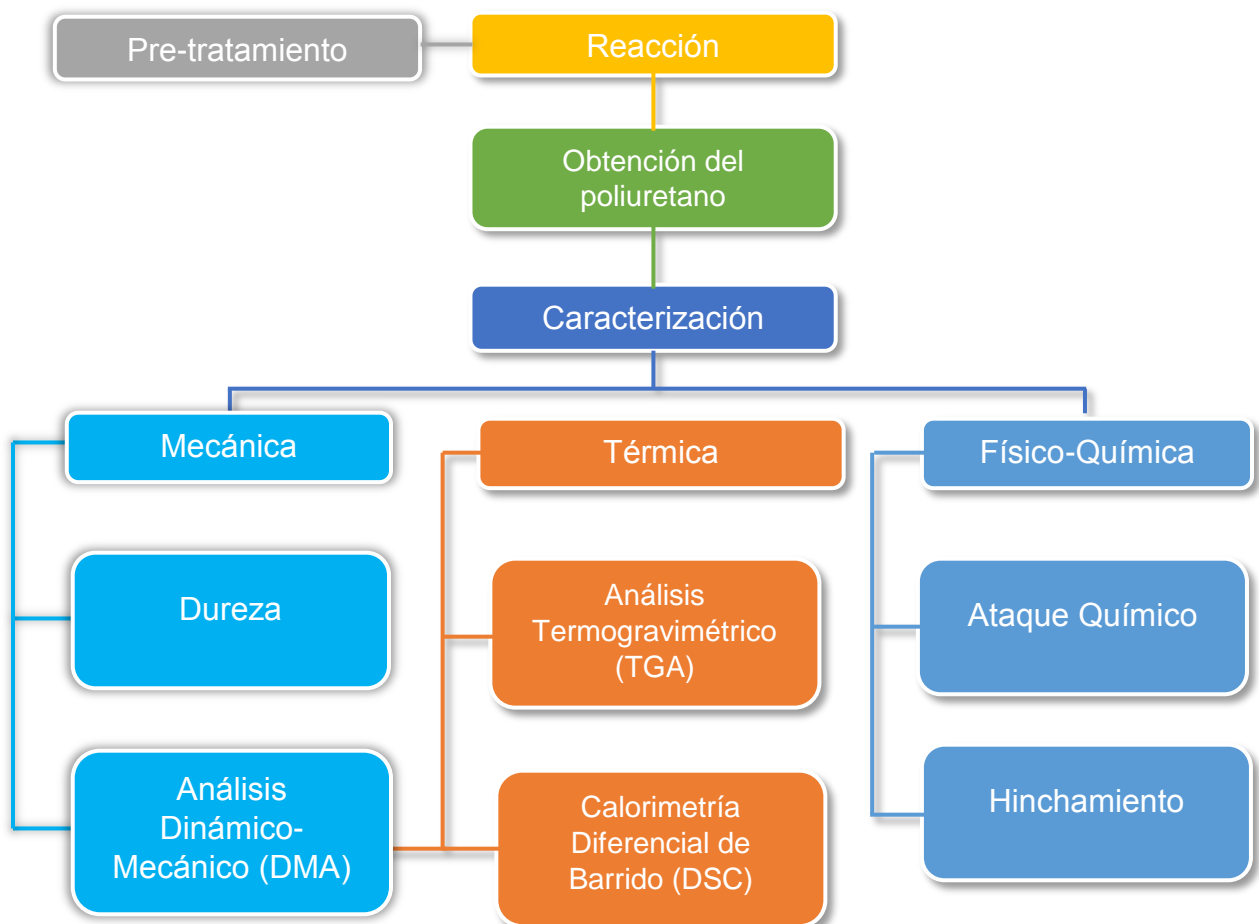 Pre-tratamiento
Reacción
Obtención del
poliuretano
Caracterización
Mecánica
Térmica
Físico-Química
Dureza
Análisis
Termogravimétrico
(TGA)
Ataque Químico
Análisis
Dinámico-
Mecánico (DMA)
Calorimetría
Diferencial de
Barrido (DSC)
Hinchamiento